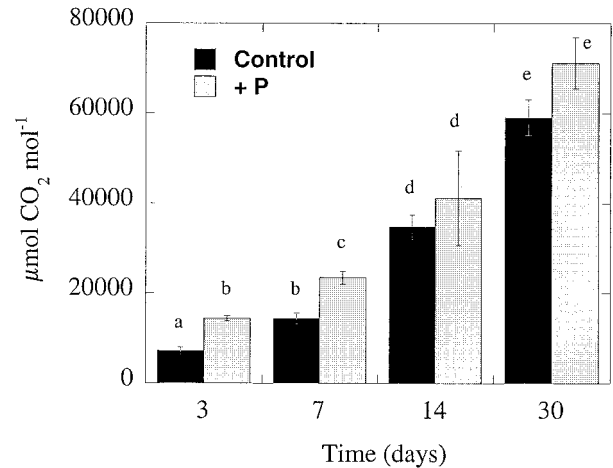 80000
60000
40000
20000
0
µmol CO₂ mol⁻¹
Control
+ P
a
b
b
c
d
d
e
e
3
7
14
30
Time (days)